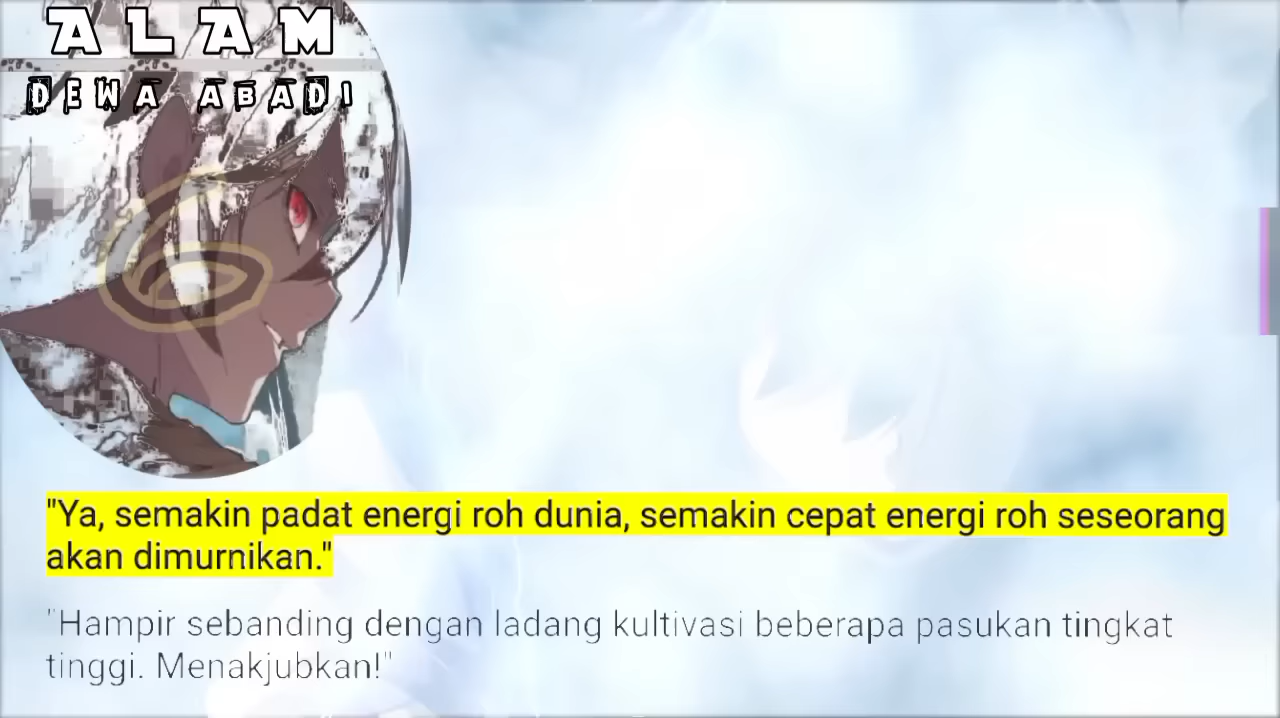 ALAM
DEWA ABADI
"Ya, semakin padat energi roh dunia, semakin cepat energi roh seseorang
akan dimurnikan."
"Hampir sebanding dengan ladang kultivasi beberapa pasukan tingkat
tinggi. Menakjubkan!"